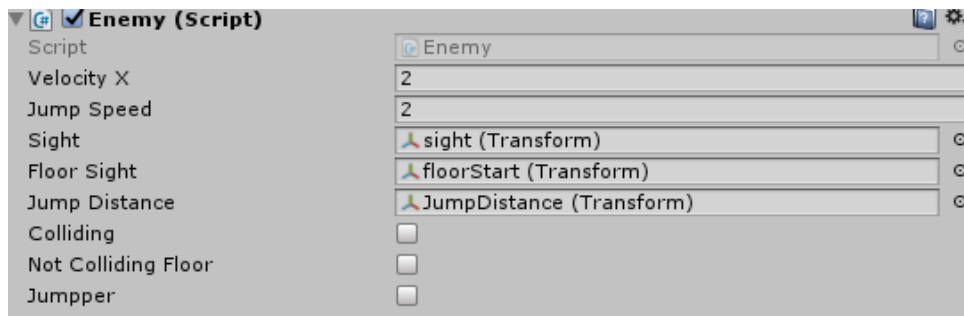 Enemy (Script)
Script Enemy
Velocity X 2
Jump Speed 2
Sight sight (Transform)
Floor Sight floorStart (Transform)
Jump Distance JumpDistance (Transform)
Colliding
Not Colliding Floor
Jumpper